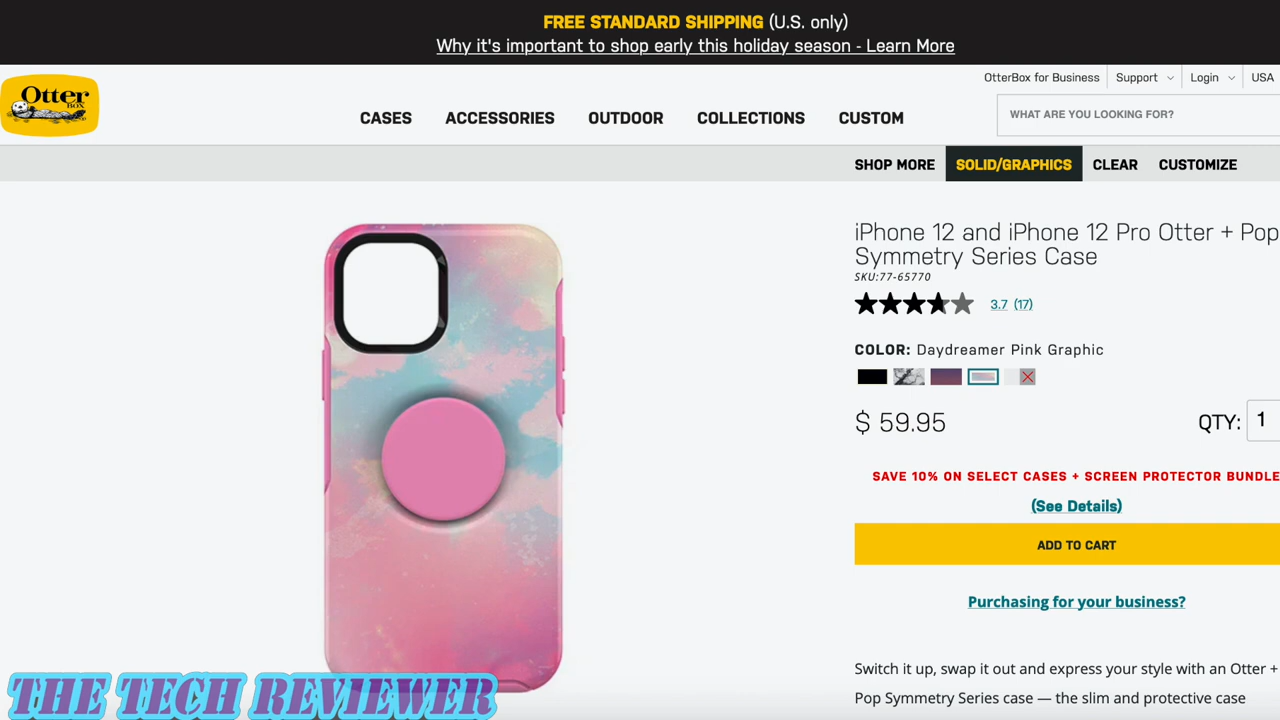 FREE STANDARD SHIPPING (U.S. only)
Why it's important to shop early this holiday season - Learn More
OtterBox for Business Support Login USA
Otter
BOX
CASES ACCESSORIES OUTDOOR COLLECTIONS CUSTOM
WHAT ARE YOU LOOKING FOR?
SHOP MORE SOLID/GRAPHICS CLEAR CUSTOMIZE
iPhone 12 and iPhone 12 Pro Otter + Pop
Symmetry Series Case
SKU:77-65770
3.7 (17)
COLOR: Daydreamer Pink Graphic
$ 59.95 QTY: 1
SAVE 10% ON SELECT CASES + SCREEN PROTECTOR BUNDLE
(See Details)
ADD TO CART
Purchasing for your business?
Switch it up, swap it out and express your style with an Otter +
Pop Symmetry Series case — the slim and protective case
THE TECH REVIEWER